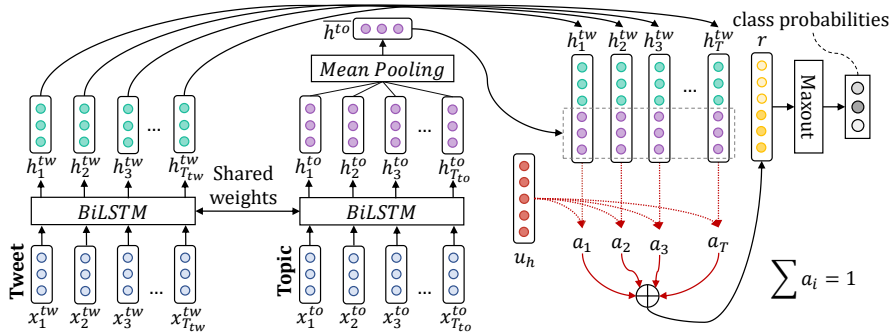 class probabilities
$\overline{h^{to}}$
$h_1^{tw}$ $h_2^{tw}$ $h_3^{tw}$ $h_T^{tw}$ $r$
Mean Pooling
... ... ... Maxout
$h_1^{tw}$ $h_2^{tw}$ $h_3^{tw}$ $h_{T_{tw}}^{tw}$
Shared weights
$h_1^{to}$ $h_2^{to}$ $h_3^{to}$ $h_{T_{to}}^{to}$
BiLSTM
BiLSTM
$u_h$
$a_1$ $a_2$ $a_3$ $a_T$
Tweet
... 
Topic
...
$x_1^{tw}$ $x_2^{tw}$ $x_3^{tw}$ $x_{T_{tw}}^{tw}$
$x_1^{to}$ $x_2^{to}$ $x_3^{to}$ $x_{T_{to}}^{to}$
$\sum a_i = 1$